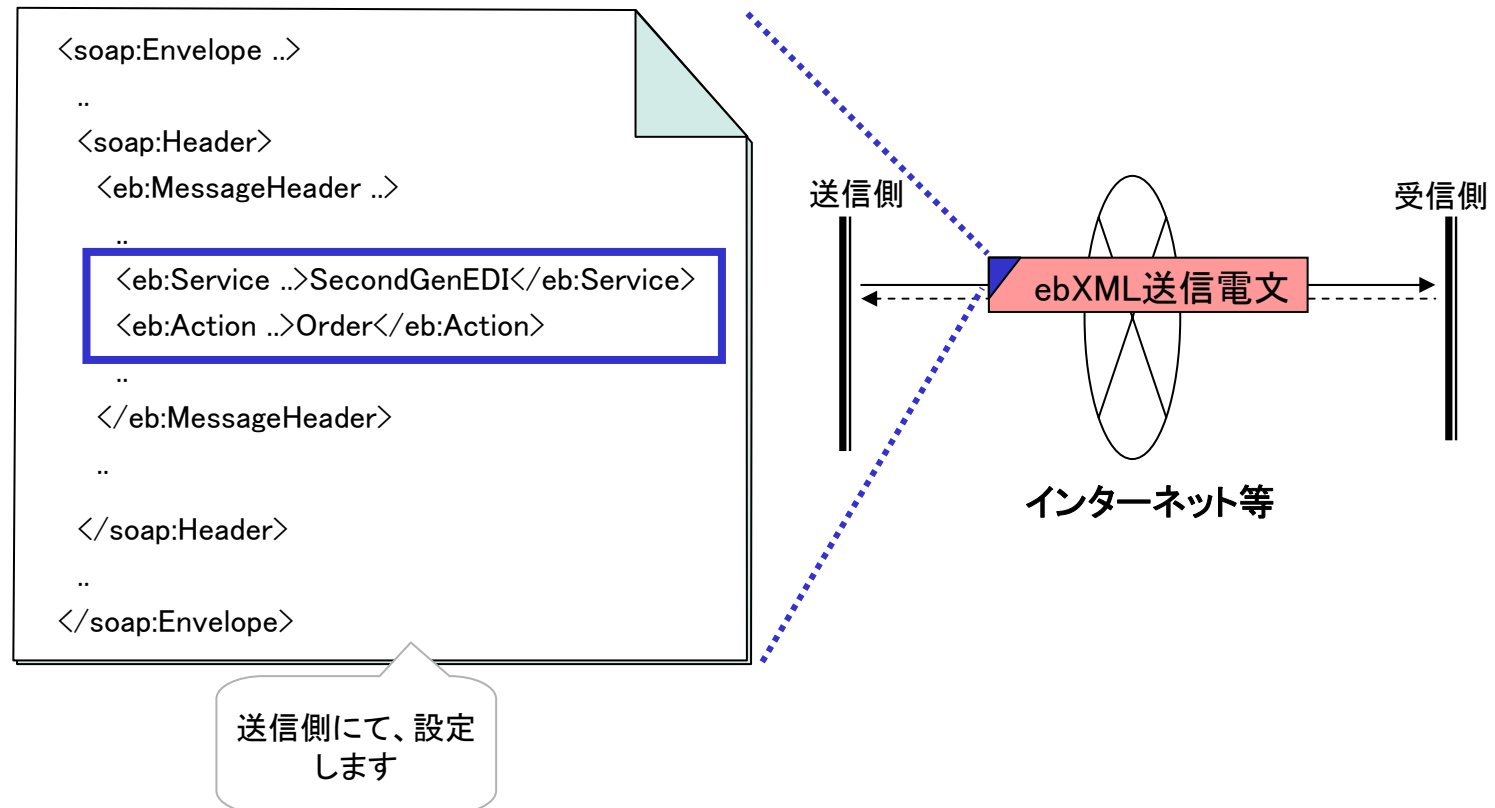 <soap:Envelope ..>
..
<soap:Header>
<eb:MessageHeader ..>
..
<eb:Service ..>SecondGenEDI</eb:Service>
<eb:Action ..>Order</eb:Action>
..
</eb:MessageHeader>
..
</soap:Header>
..
</soap:Envelope>
送信側にて、設定
します
送信側
受信側
ebXML送信電文
インターネット等